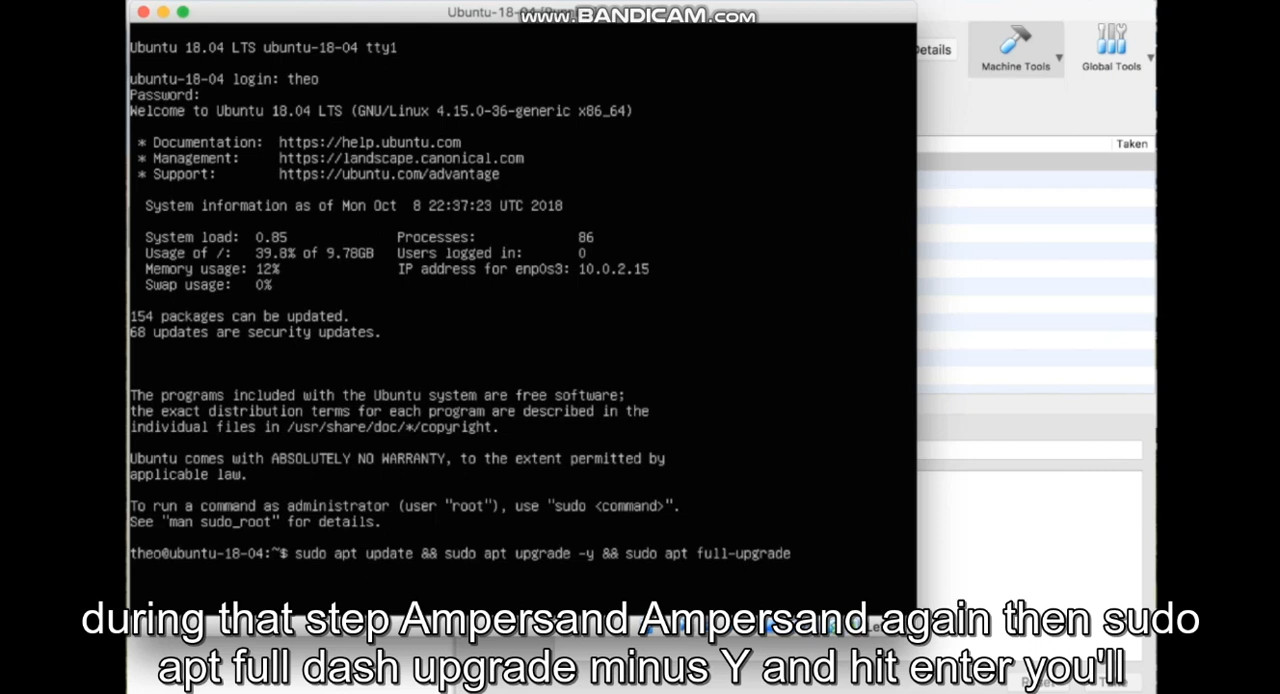 Ubuntu-18-04
www.BANDICAM.com
Ubuntu 18.04 LTS ubuntu-18-04 tty1
Details
Machine Tools
Global Tools
ubuntu-18-04 login: theo
Password:
Welcome to Ubuntu 18.04 LTS (GNU/Linux 4.15.0-36-generic x86_64)
* Documentation: https://help.ubuntu.com
Taken
* Management: https://landscape.canonical.com
* Support: https://ubuntu.com/advantage
System information as of Mon Oct 8 22:37:23 UTC 2018
System load: 0.85 Processes: 86
Usage of /: 39.8% of 9.78GB Users logged in: 0
Memory usage: 12% IP address for enp0s3: 10.0.2.15
Swap usage: 0%
154 packages can be updated.
68 updates are security updates.
The programs included with the Ubuntu system are free software;
the exact distribution terms for each program are described in the
individual files in /usr/share/doc/*/copyright.
Ubuntu comes with ABSOLUTELY NO WARRANTY, to the extent permitted by
applicable law.
To run a command as administrator (user "root"), use "sudo <command>".
See "man sudo_root" for details.
theo@ubuntu-18-04:~$ sudo apt update && sudo apt upgrade -y && sudo apt full-upgrade
during that step Ampersand Ampersand again then sudo
apt full dash upgrade minus Y and hit enter you'll